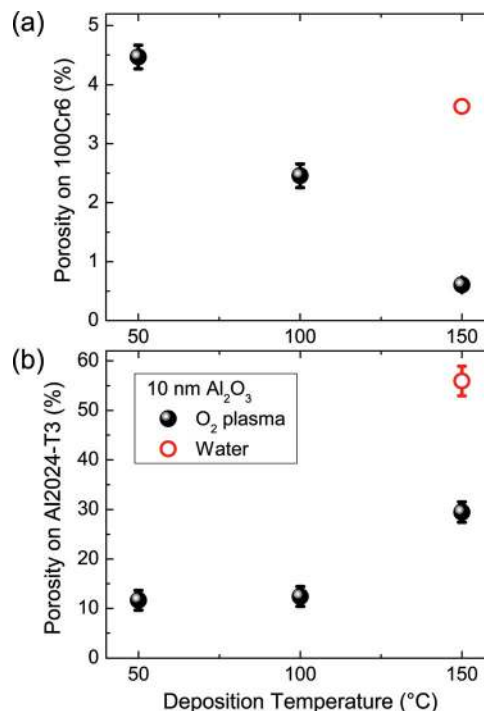 (a)
Porosity on 100Cr6 (%)
5
4
3
2
1
0
50
100
150
(b)
Porosity on Al2024-T3 (%)
60
50
40
30
20
10
0
10 nm Al₂O₃
O₂ plasma
Water
50
100
150
Deposition Temperature (°C)